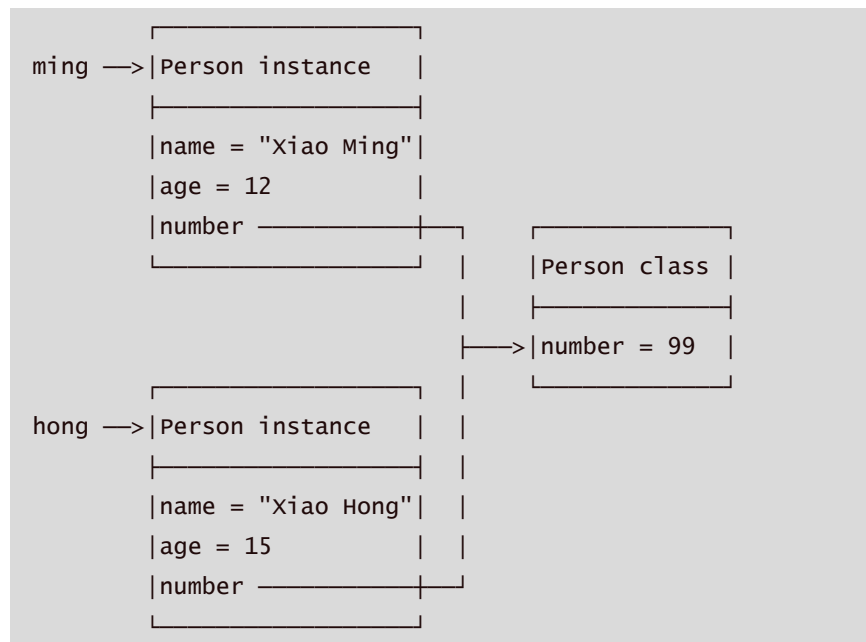 ming ──>│Person instance │
│name = "Xiao Ming"│
│age = 12 │
│number ───────────┼──┐
│Person class │
├───>│number = 99 │
hong ──>│Person instance │ │
│name = "Xiao Hong"│ │
│age = 15 │ │
│number ───────────┼──┘